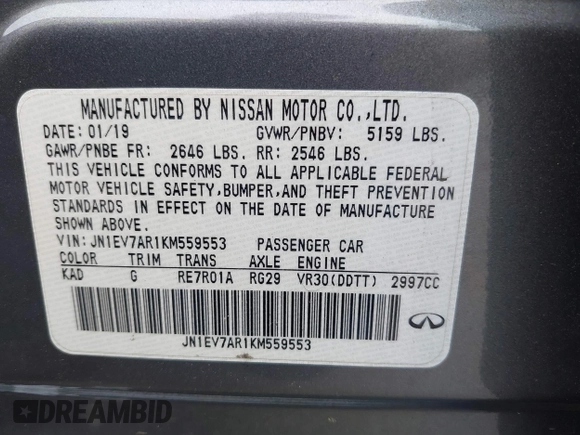 MANUFACTURED BY NISSAN MOTOR CO.,LTD.
DATE: 01/19 GVWR/PNBV: 5159 LBS.
GAWR/PNBE FR: 2646 LBS. RR: 2546 LBS.
THIS VEHICLE CONFORMS TO ALL APPLICABLE FEDERAL
MOTOR VEHICLE SAFETY,BUMPER,AND THEFT PREVENTION
STANDARDS IN EFFECT ON THE DATE OF MANUFACTURE
SHOWN ABOVE.
VIN: JN1EV7AR1KM559553 PASSENGER CAR
COLOR TRIM TRANS AXLE ENGINE
KAD G RE7R01A RG29 VR30(DDTT) 2997CC
JN1EV7AR1KM559553
DREAMBID